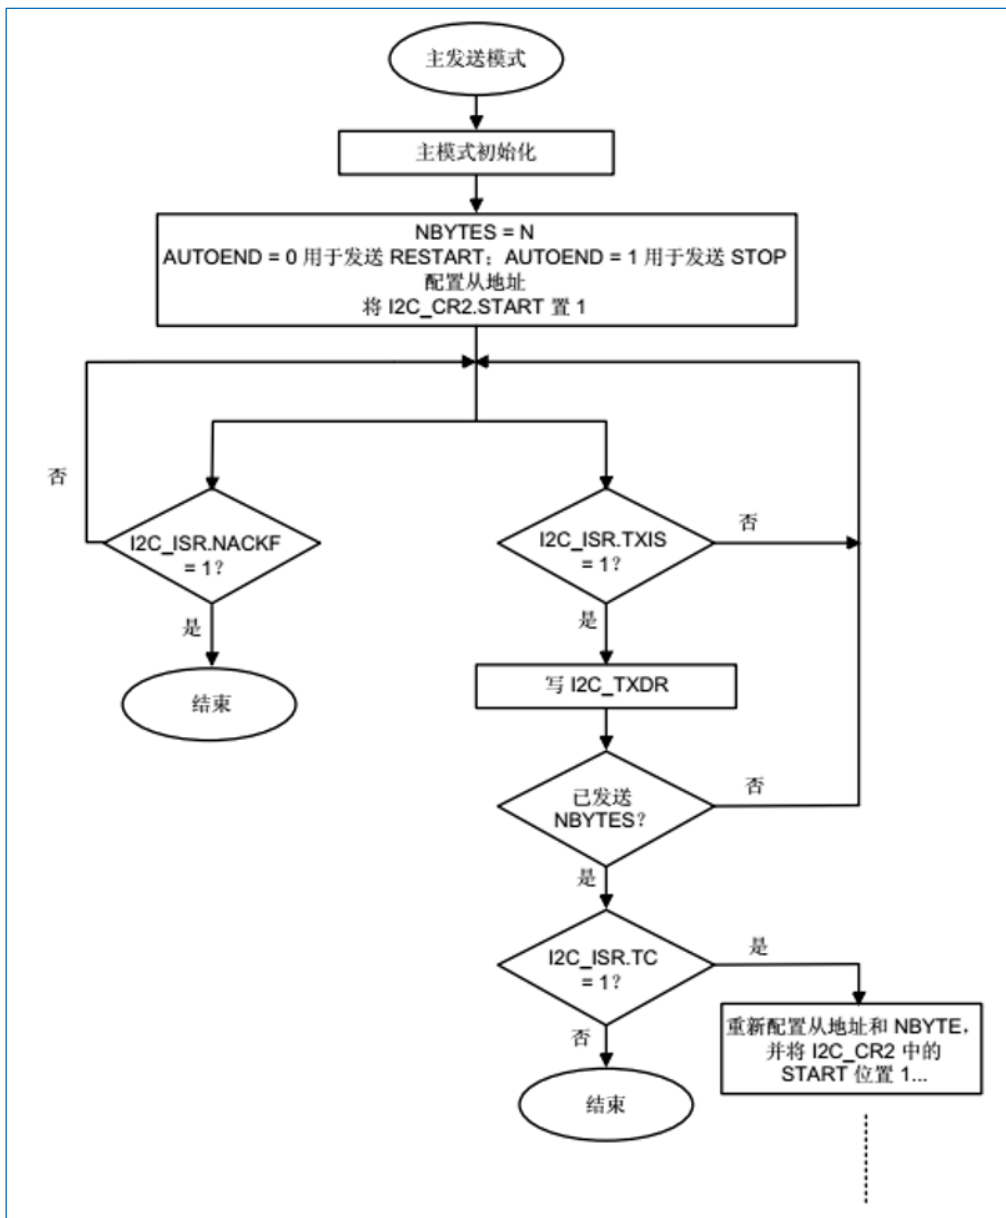 主发送模式
主模式初始化
NBYTES = N
AUTOEND = 0 用于发送 RESTART；AUTOEND = 1 用于发送 STOP
配置从地址
将 I2C_CR2.START 置 1
否
I2C_ISR.NACKF
= 1?
是
结束
I2C_ISR.TXIS
= 1?
否
是
写 I2C_TXDR
已发送
NBYTES?
否
是
I2C_ISR.TC
= 1?
是
否
结束
重新配置从地址和 NBYTE，
并将 I2C_CR2 中的
START 位置 1...